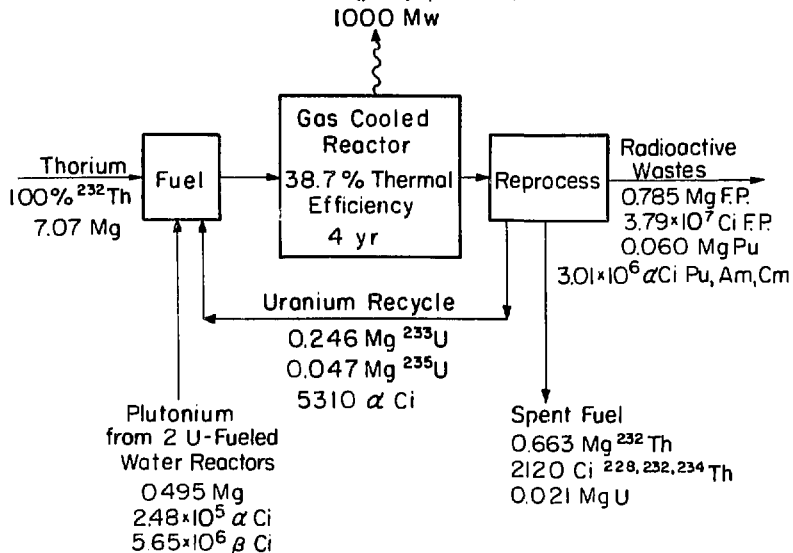 1000 Mw
Gas Cooled
Reactor
38.7% Thermal
Efficiency
4 yr
Thorium
100% ²³²Th
7.07 Mg
Fuel
Reprocess
Radioactive
Wastes
0.785 Mg F.P.
3.79×10⁷ Ci F.P.
0.060 Mg Pu
3.01×10⁶ αCi Pu, Am, Cm
Uranium Recycle
0.246 Mg ²³³U
0.047 Mg ²³⁵U
5310 α Ci
Plutonium
from 2 U-Fueled
Water Reactors
0.495 Mg
2.48×10⁵ α Ci
5.65×10⁶ β Ci
Spent Fuel
0.663 Mg ²³²Th
2120 Ci ²²⁸,²³²,²³⁴Th
0.021 Mg U